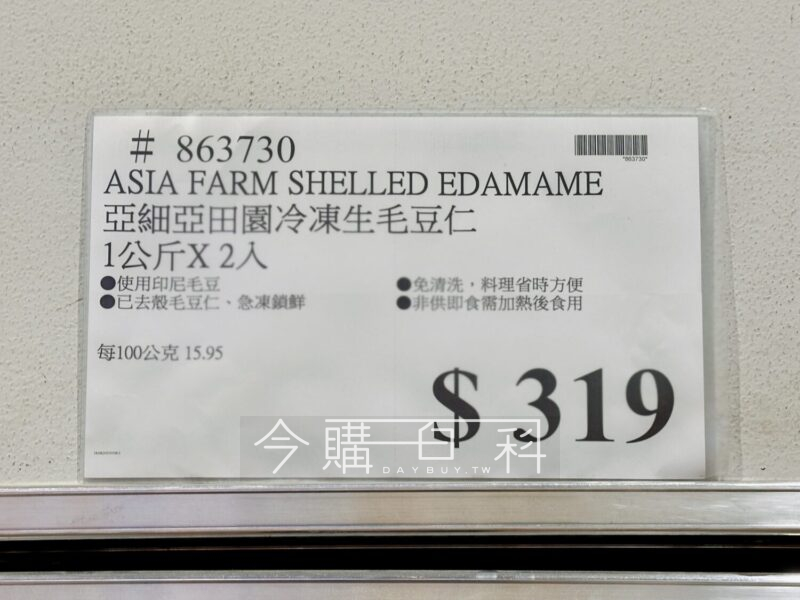 # 863730
*863730*
ASIA FARM SHELLED EDAMAME
亞細亞田園冷凍生毛豆仁
1公斤X 2入
●使用印尼毛豆
●已去殼毛豆仁、急凍鎖鮮
●免清洗，料理省時方便
●非供即食需加熱後食用
每100公克 15.95
$ 319
今購百科
DAYBUY.TW